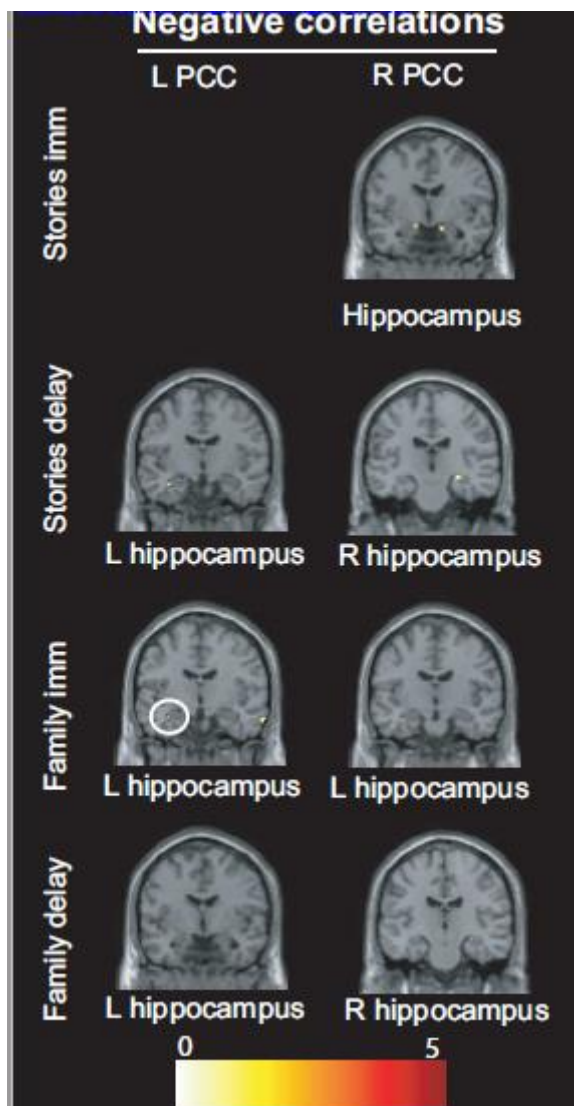 Negative correlations
L PCC R PCC
Stories imm
Hippocampus
Stories delay
L hippocampus R hippocampus
Family imm
L hippocampus L hippocampus
Family delay
L hippocampus R hippocampus
0 5